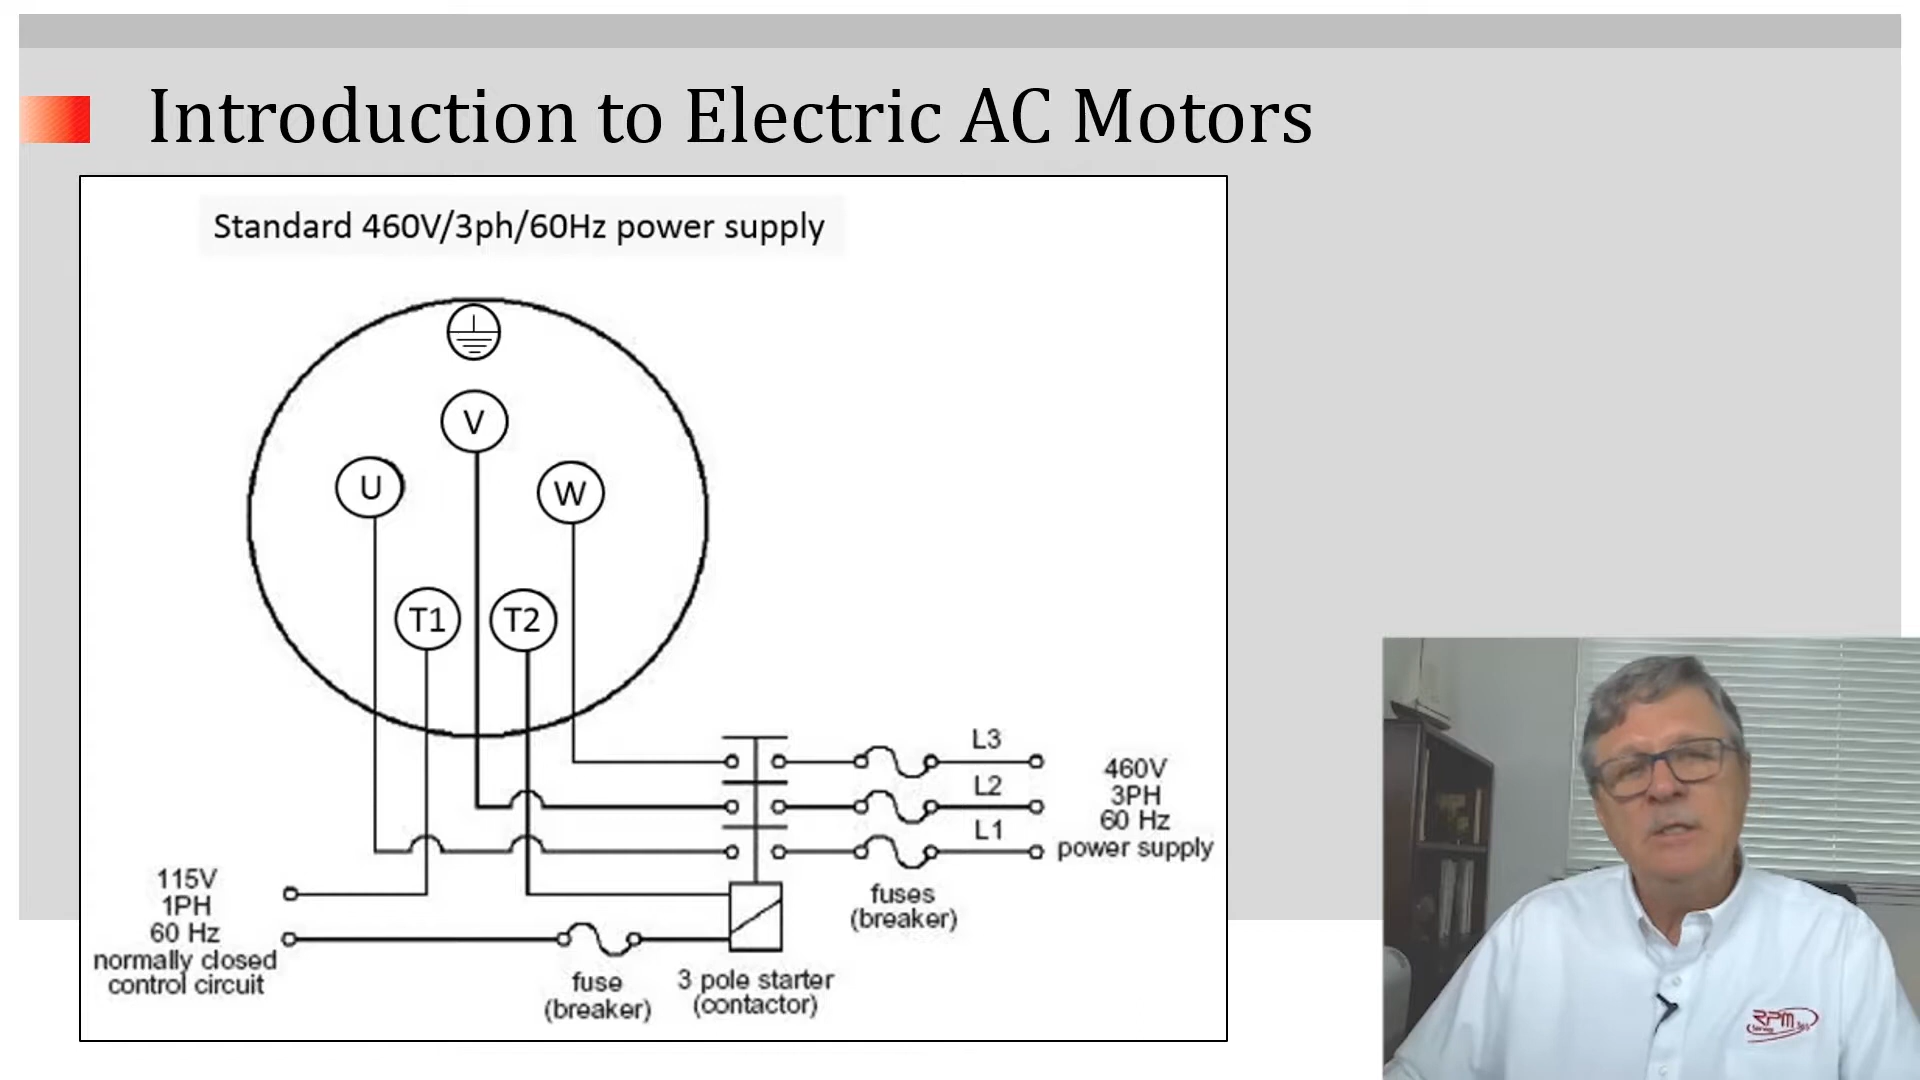 Introduction to Electric AC Motors
Standard 460V/3ph/60Hz power supply
V
U
W
T1
T2
L3
L2
L1
460V
3PH
60 Hz
power supply
fuses
(breaker)
115V
1PH
60 Hz
normally closed
control circuit
fuse
(breaker)
3 pole starter
(contactor)
RPM